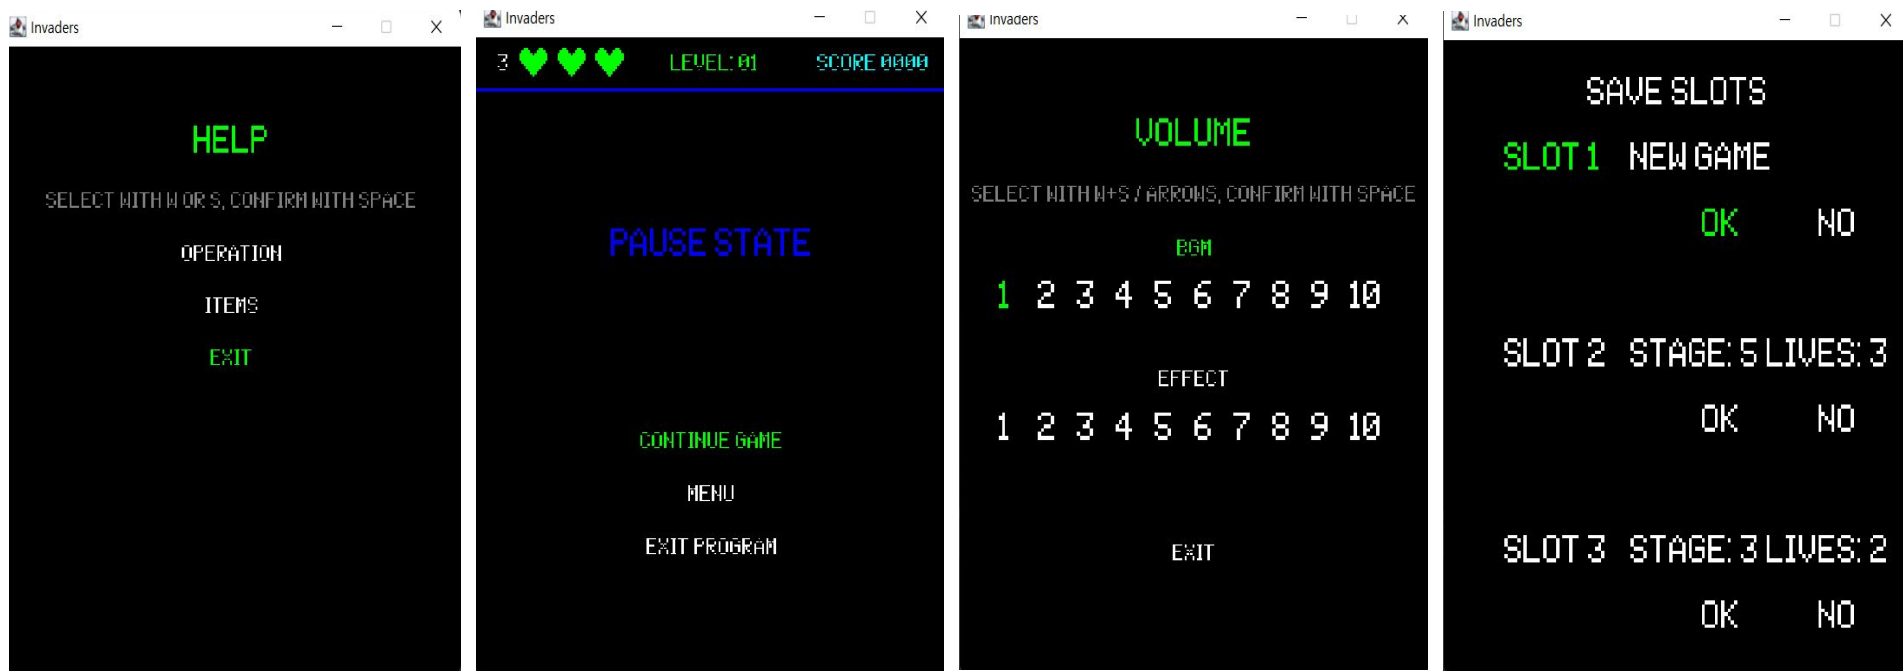 Invaders
HELP
SELECT WITH W OR S, CONFIRM WITH SPACE
OPERATION
ITEMS
EXIT
Invaders
3 LEVEL: 01 SCORE 0000
PAUSE STATE
CONTINUE GAME
MENU
EXIT PROGRAM
Invaders
VOLUME
SELECT WITH W+S / ARROWS, CONFIRM WITH SPACE
BGM
1 2 3 4 5 6 7 8 9 10
EFFECT
1 2 3 4 5 6 7 8 9 10
EXIT
Invaders
SAVE SLOTS
SLOT 1 NEW GAME
OK NO
SLOT 2 STAGE: 5 LIVES: 3
OK NO
SLOT 3 STAGE: 3 LIVES: 2
OK NO